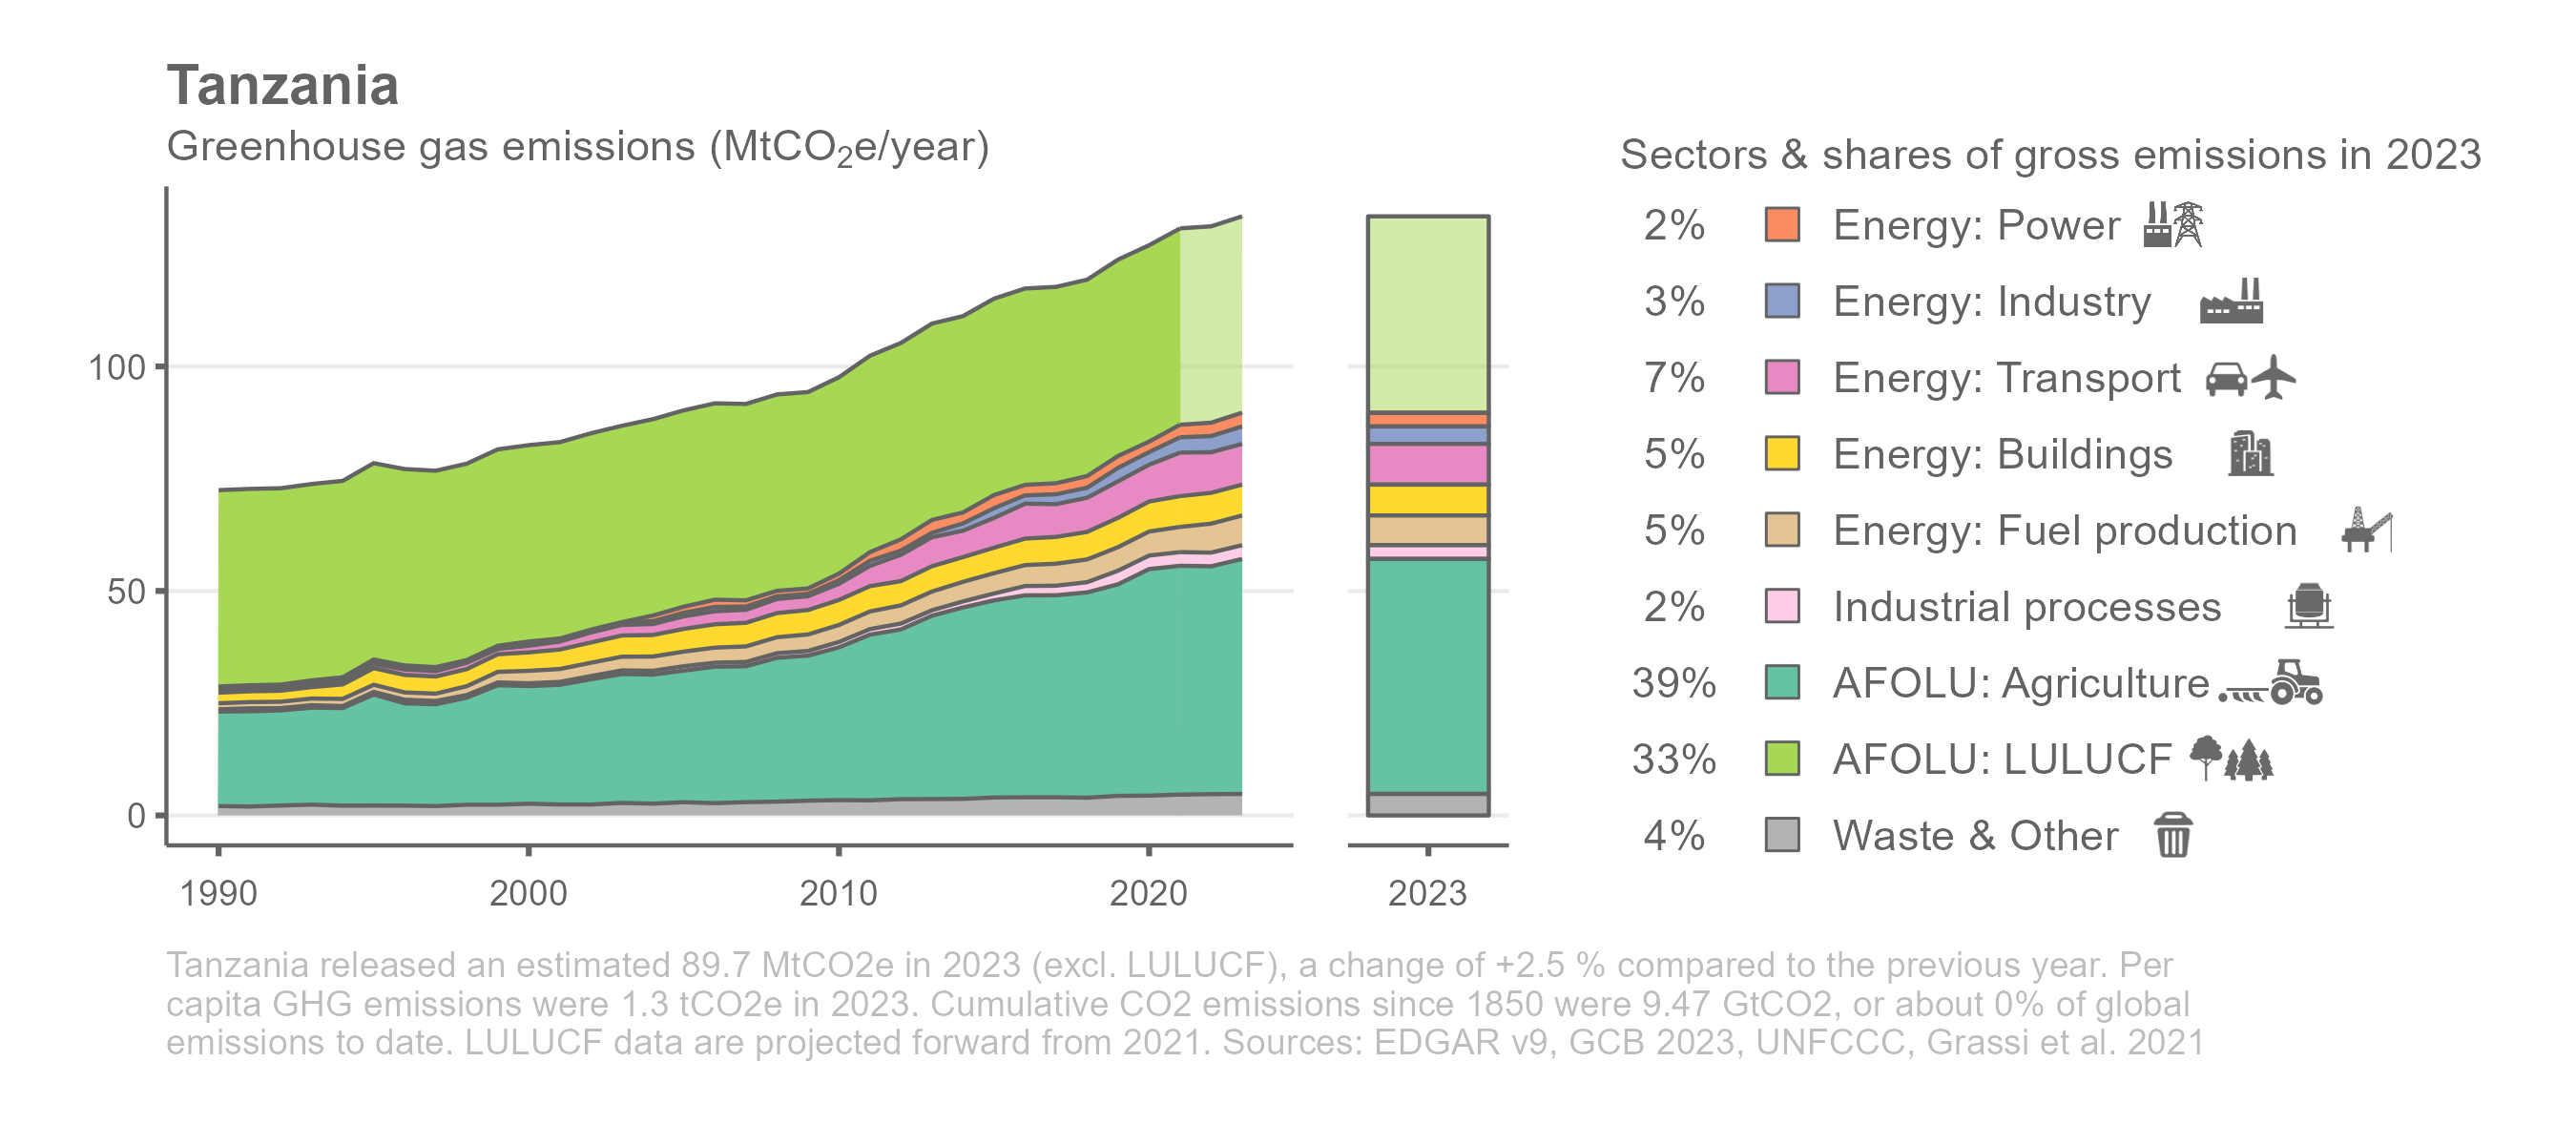 Tanzania
Greenhouse gas emissions (MtCO₂e/year)
100
50
0
1990
2000
2010
2020
2023
Sectors & shares of gross emissions in 2023
2% Energy: Power
3% Energy: Industry
7% Energy: Transport
5% Energy: Buildings
5% Energy: Fuel production
2% Industrial processes
39% AFOLU: Agriculture
33% AFOLU: LULUCF
4% Waste & Other
Tanzania released an estimated 89.7 MtCO2e in 2023 (excl. LULUCF), a change of +2.5 % compared to the previous year. Per
capita GHG emissions were 1.3 tCO2e in 2023. Cumulative CO2 emissions since 1850 were 9.47 GtCO2, or about 0% of global
emissions to date. LULUCF data are projected forward from 2021. Sources: EDGAR v9, GCB 2023, UNFCCC, Grassi et al. 2021